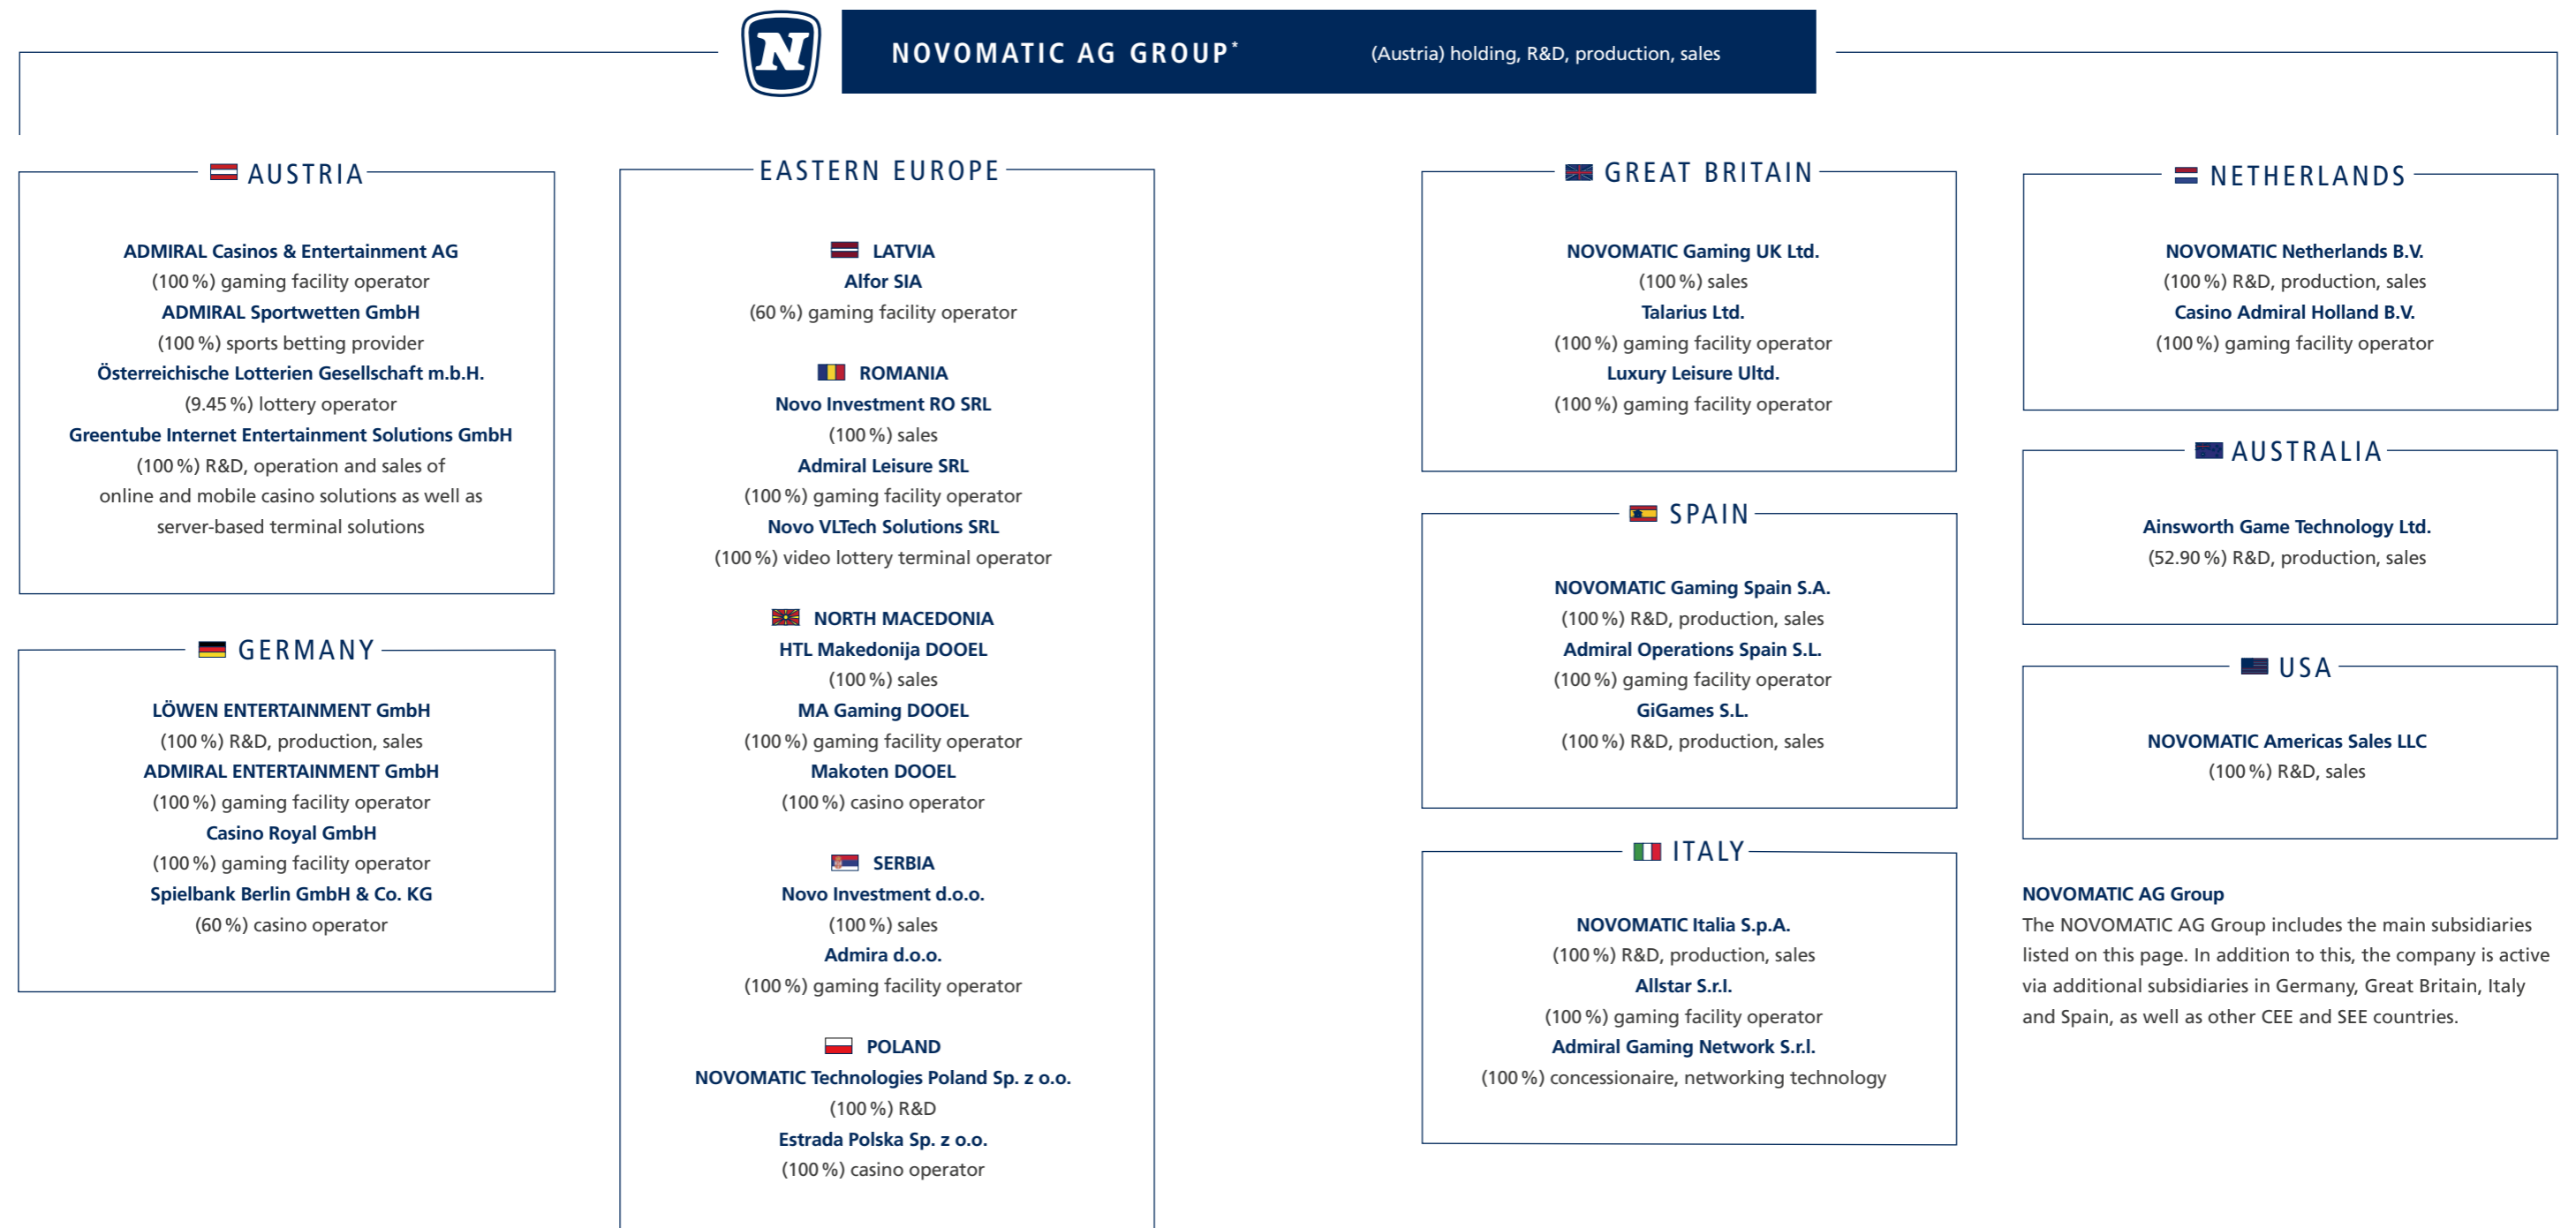 N
NOVOMATIC AG GROUP*
(Austria) holding, R&D, production, sales
AUSTRIA
ADMIRAL Casinos & Entertainment AG
(100 %) gaming facility operator
ADMIRAL Sportwetten GmbH
(100 %) sports betting provider
Österreichische Lotterien Gesellschaft m.b.H.
(9.45 %) lottery operator
Greentube Internet Entertainment Solutions GmbH
(100 %) R&D, operation and sales of
online and mobile casino solutions as well as
server-based terminal solutions
GERMANY
LÖWEN ENTERTAINMENT GmbH
(100 %) R&D, production, sales
ADMIRAL ENTERTAINMENT GmbH
(100 %) gaming facility operator
Casino Royal GmbH
(100 %) gaming facility operator
Spielbank Berlin GmbH & Co. KG
(60 %) casino operator
EASTERN EUROPE
LATVIA
Alfor SIA
(60 %) gaming facility operator
ROMANIA
Novo Investment RO SRL
(100 %) sales
Admiral Leisure SRL
(100 %) gaming facility operator
Novo VLTech Solutions SRL
(100 %) video lottery terminal operator
NORTH MACEDONIA
HTL Makedonija DOOEL
(100 %) sales
MA Gaming DOOEL
(100 %) gaming facility operator
Makoten DOOEL
(100 %) casino operator
SERBIA
Novo Investment d.o.o.
(100 %) sales
Admira d.o.o.
(100 %) gaming facility operator
POLAND
NOVOMATIC Technologies Poland Sp. z o.o.
(100 %) R&D
Estrada Polska Sp. z o.o.
(100 %) casino operator
GREAT BRITAIN
NOVOMATIC Gaming UK Ltd.
(100 %) sales
Talarius Ltd.
(100 %) gaming facility operator
Luxury Leisure Ultd.
(100 %) gaming facility operator
SPAIN
NOVOMATIC Gaming Spain S.A.
(100 %) R&D, production, sales
Admiral Operations Spain S.L.
(100 %) gaming facility operator
GiGames S.L.
(100 %) R&D, production, sales
ITALY
NOVOMATIC Italia S.p.A.
(100 %) R&D, production, sales
Allstar S.r.l.
(100 %) gaming facility operator
Admiral Gaming Network S.r.l.
(100 %) concessionaire, networking technology
NETHERLANDS
NOVOMATIC Netherlands B.V.
(100 %) R&D, production, sales
Casino Admiral Holland B.V.
(100 %) gaming facility operator
AUSTRALIA
Ainsworth Game Technology Ltd.
(52.90 %) R&D, production, sales
USA
NOVOMATIC Americas Sales LLC
(100 %) R&D, sales
NOVOMATIC AG Group
The NOVOMATIC AG Group includes the main subsidiaries
listed on this page. In addition to this, the company is active
via additional subsidiaries in Germany, Great Britain, Italy
and Spain, as well as other CEE and SEE countries.